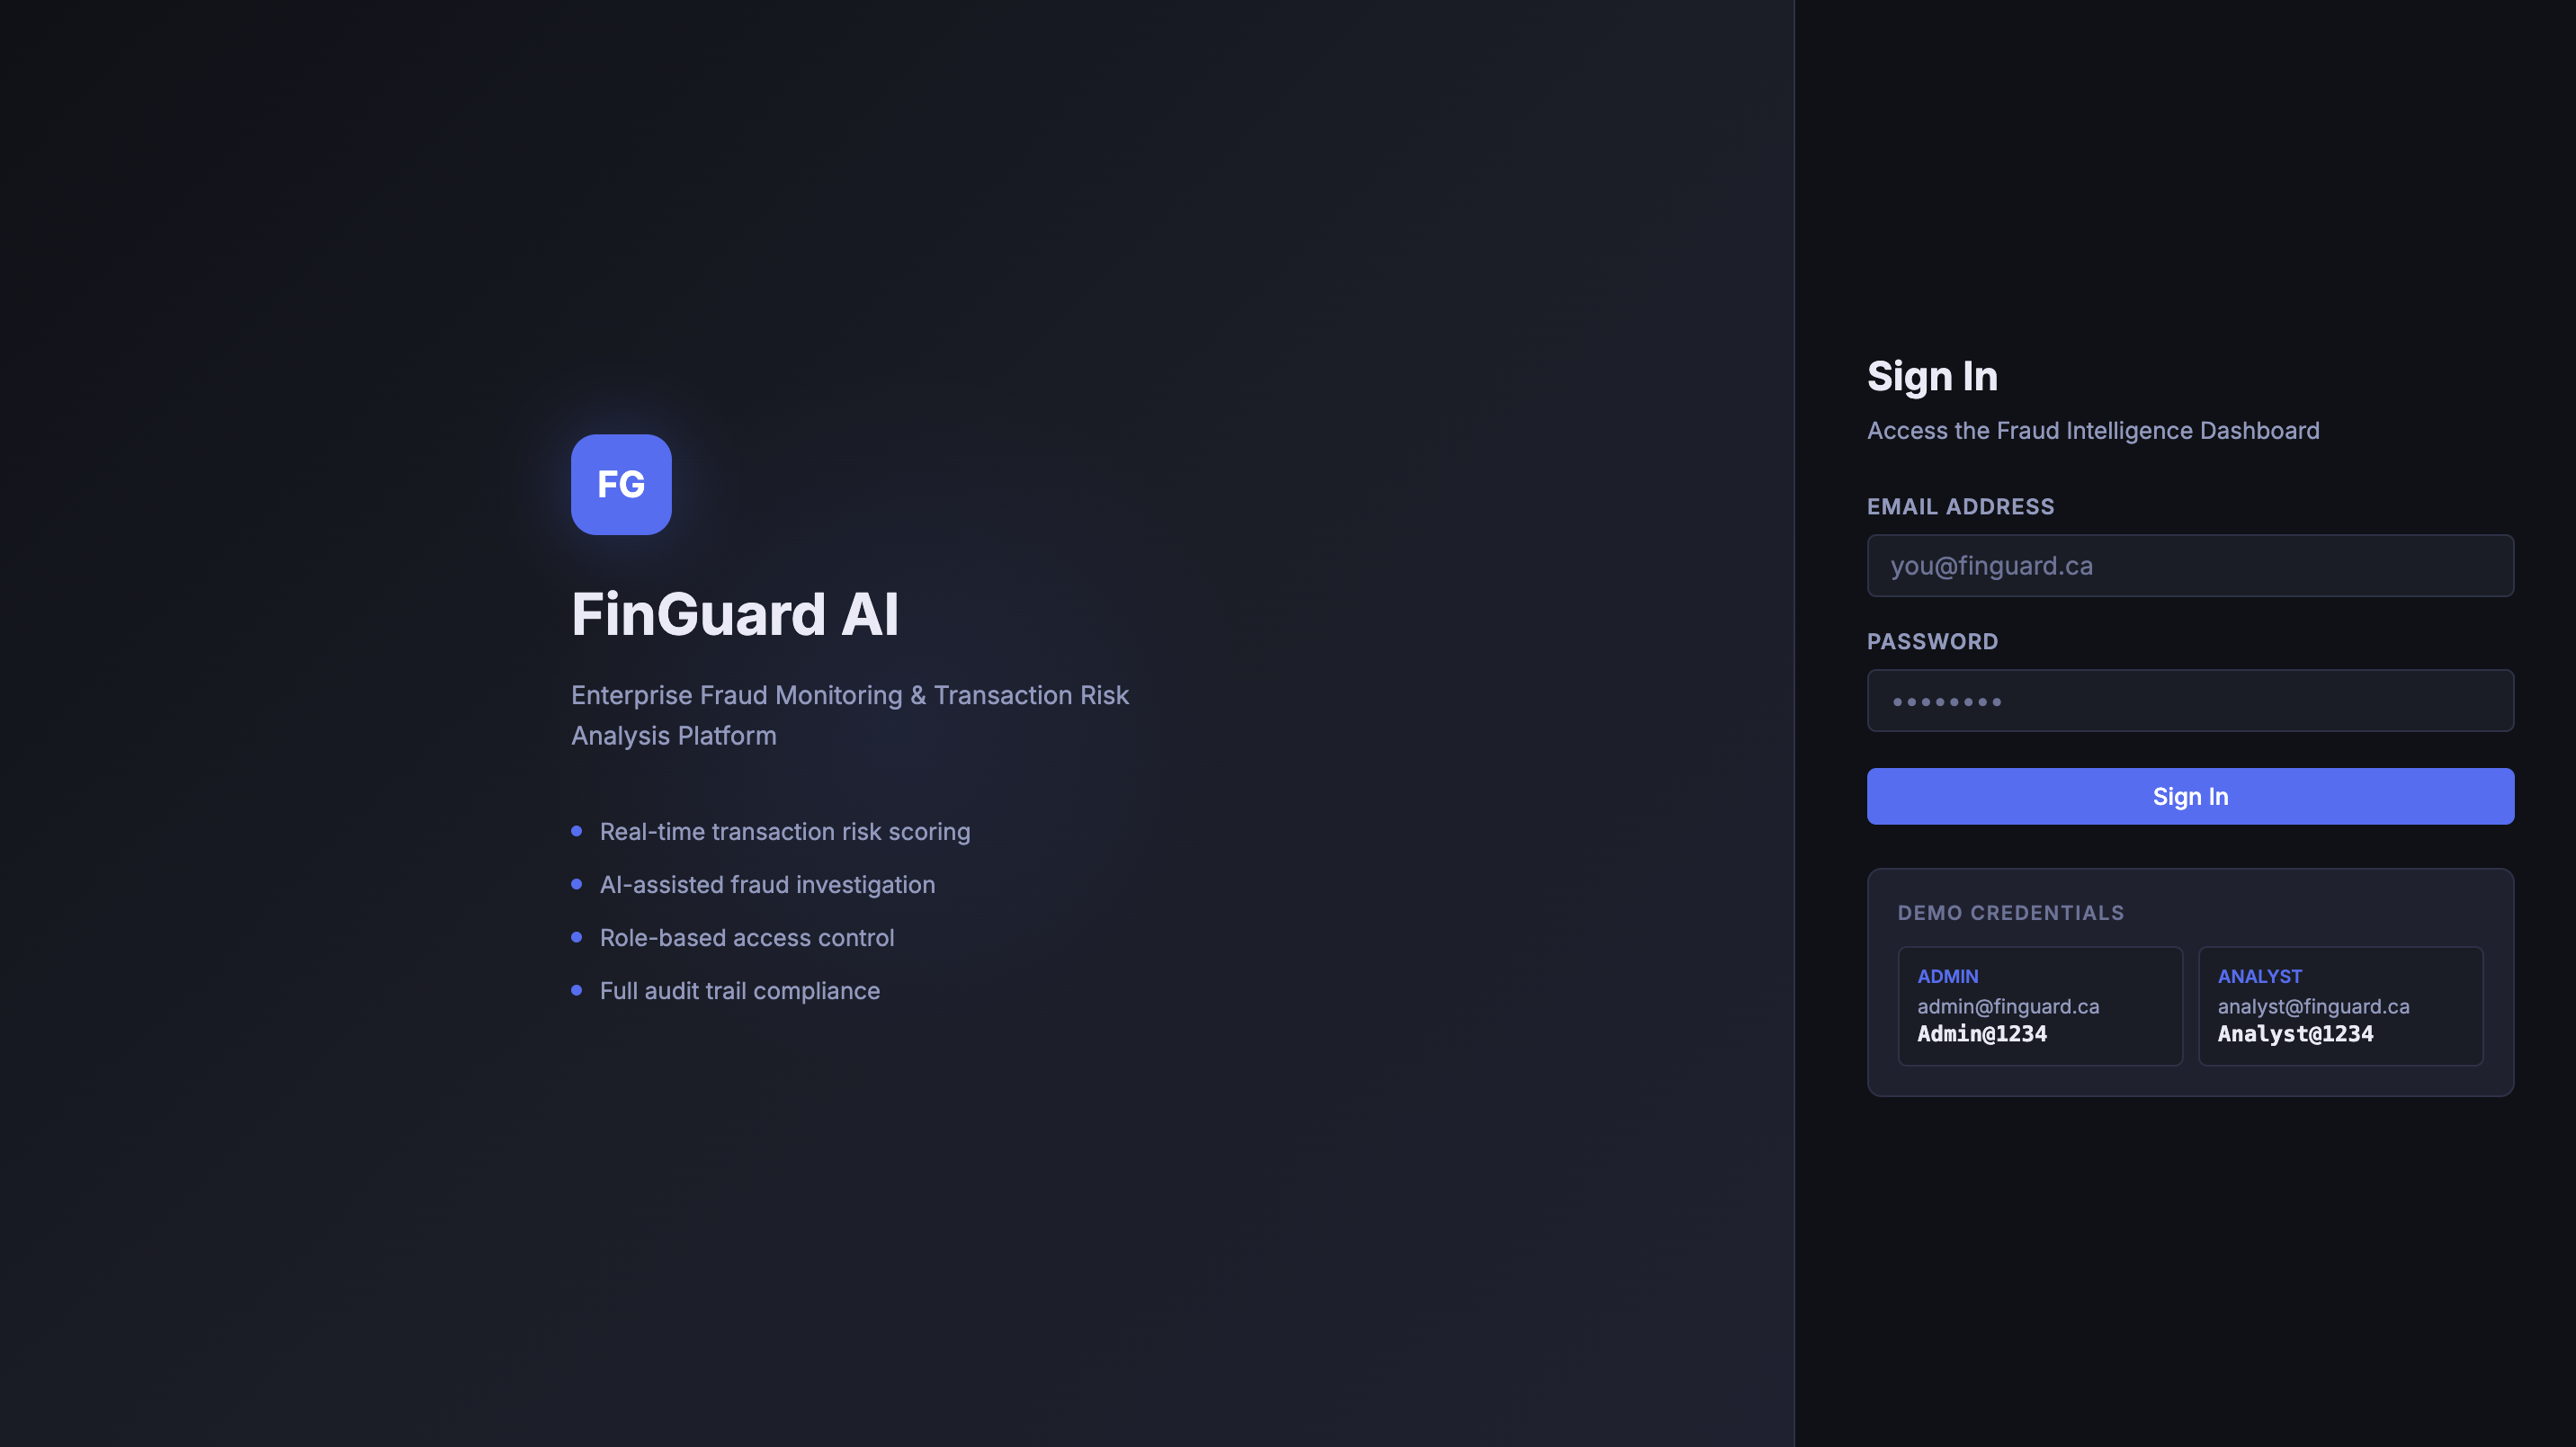 FG
FinGuard AI
Enterprise Fraud Monitoring & Transaction Risk
Analysis Platform
Real-time transaction risk scoring
AI-assisted fraud investigation
Role-based access control
Full audit trail compliance
Sign In
Access the Fraud Intelligence Dashboard
EMAIL ADDRESS
you@finguard.ca
PASSWORD
••••••••
Sign In
DEMO CREDENTIALS
ADMIN
admin@finguard.ca
Admin@1234
ANALYST
analyst@finguard.ca
Analyst@1234